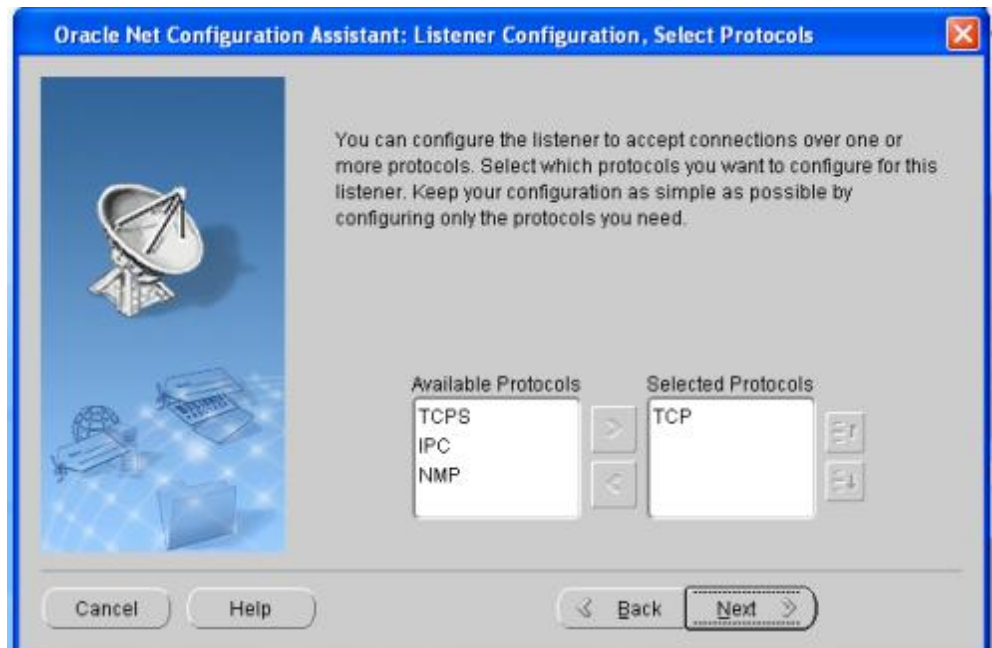 Oracle Net Configuration Assistant: Listener Configuration, Select Protocols
You can configure the listener to accept connections over one or
more protocols. Select which protocols you want to configure for this
listener. Keep your configuration as simple as possible by
configuring only the protocols you need.
Available Protocols
TCPS
IPC
NMP
Selected Protocols
TCP
Cancel
Help
Back
Next